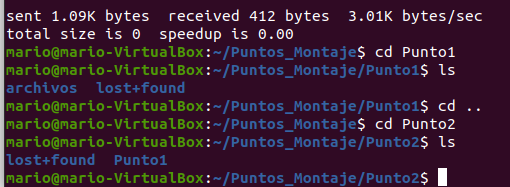 sent 1.09K bytes  received 412 bytes  3.01K bytes/sec
total size is 0  speedup is 0.00
mario@mario-VirtualBox:~/Puntos_Montaje$ cd Punto1
mario@mario-VirtualBox:~/Puntos_Montaje/Punto1$ ls
archivos  lost+found
mario@mario-VirtualBox:~/Puntos_Montaje/Punto1$ cd ..
mario@mario-VirtualBox:~/Puntos_Montaje$ cd Punto2
mario@mario-VirtualBox:~/Puntos_Montaje/Punto2$ ls
lost+found  Punto1
mario@mario-VirtualBox:~/Puntos_Montaje/Punto2$